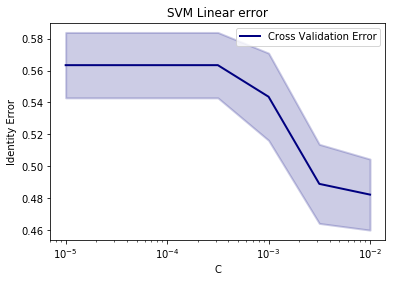 SVM Linear error
Cross Validation Error
Identity Error
0.58
0.56
0.54
0.52
0.50
0.48
0.46
10⁻⁵
10⁻⁴
10⁻³
10⁻²
C